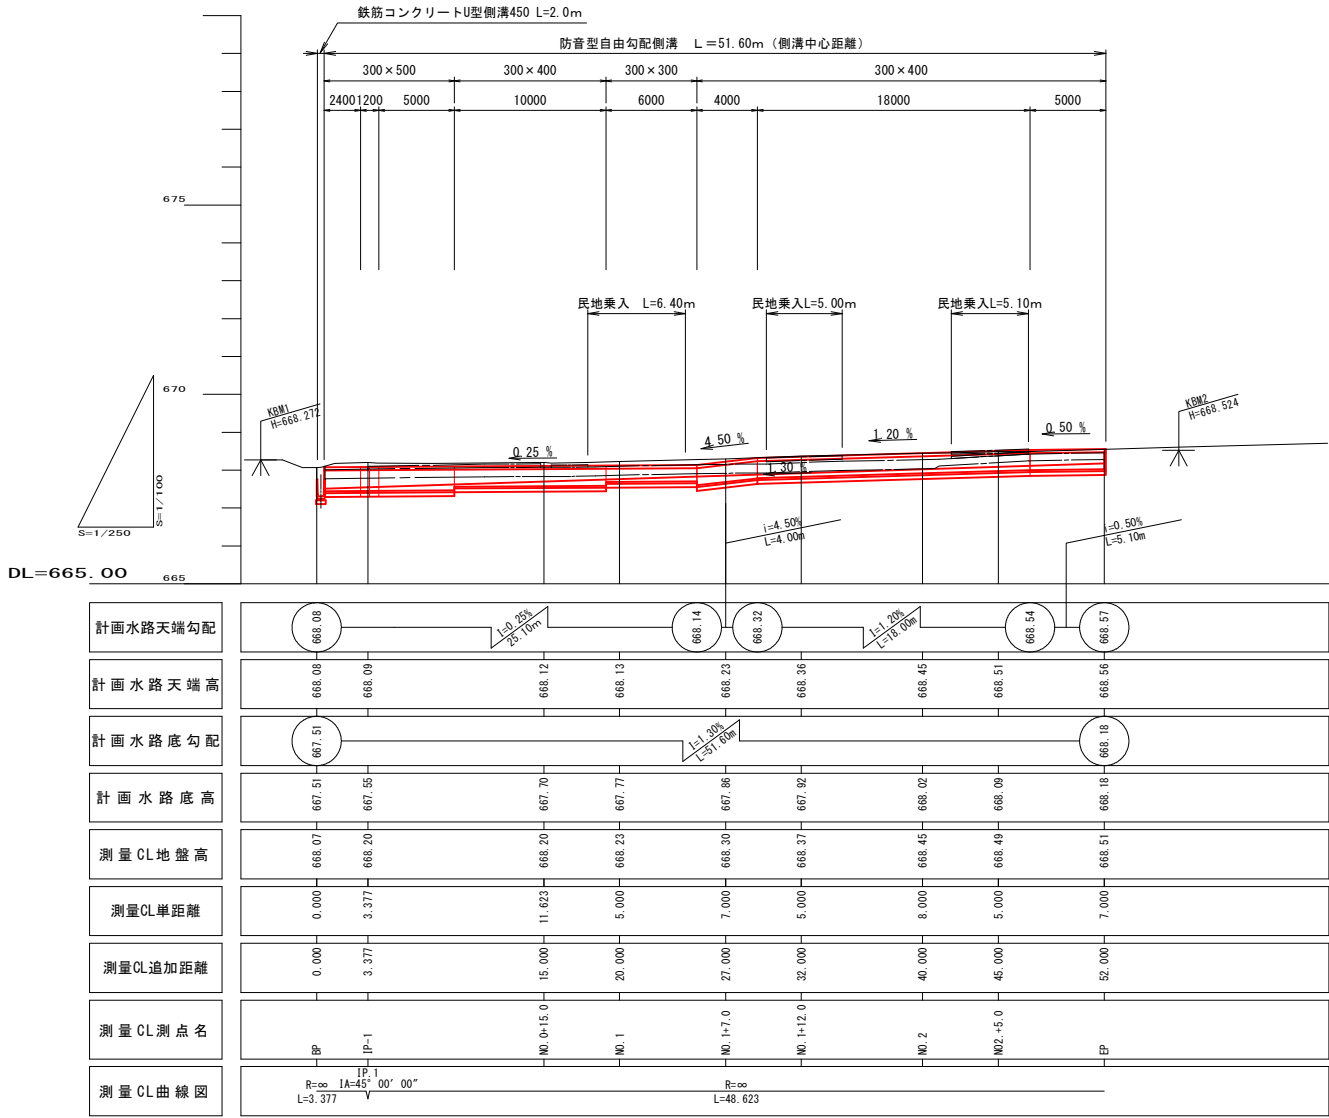 鉄筋コンクリートU型側溝450 L=2.0m
防音型自由勾配側溝 L=51.60m (側溝中心距離)
300×500 300×400 300×300 300×400
2400 1200 5000 10000 6000 4000 18000 5000
675
民地乗入 L=6.40m 民地乗入L=5.00m 民地乗入L=5.10m
670
KBM1
H=668.272
KBM2
H=668.524
0.25 % 4.50 % 1.20 % 0.50 %
1.30 %
S=1/100
S=1/250
i=4.50%
L=4.00m
i=0.50%
L=5.10m
DL=665.00
665
計画水路天端勾配 668.08 I=0.25% 25.10m 668.14 668.32 I=1.20% L=18.00m 668.54 668.57
計画水路天端高 668.08 668.09 668.12 668.13 668.23 668.36 668.45 668.51 668.56
計画水路底勾配 667.51 I=1.30% L=51.60m 668.18
計画水路底高 667.51 667.55 667.70 667.77 667.86 667.92 668.02 668.09 668.18
測量CL地盤高 668.07 668.20 668.20 668.23 668.30 668.37 668.45 668.49 668.51
測量CL単距離 0.000 3.377 11.623 5.000 7.000 5.000 8.000 5.000 7.000
測量CL追加距離 0.000 3.377 15.000 20.000 27.000 32.000 40.000 45.000 52.000
測量CL測点名 BP IP-1 NO.0+15.0 NO.1 NO.1+7.0 NO.1+12.0 NO.2 NO2.+5.0 EP
測量CL曲線図
R=∞
L=3.377
IP.1
IA=45° 00′ 00″
R=∞
L=48.623